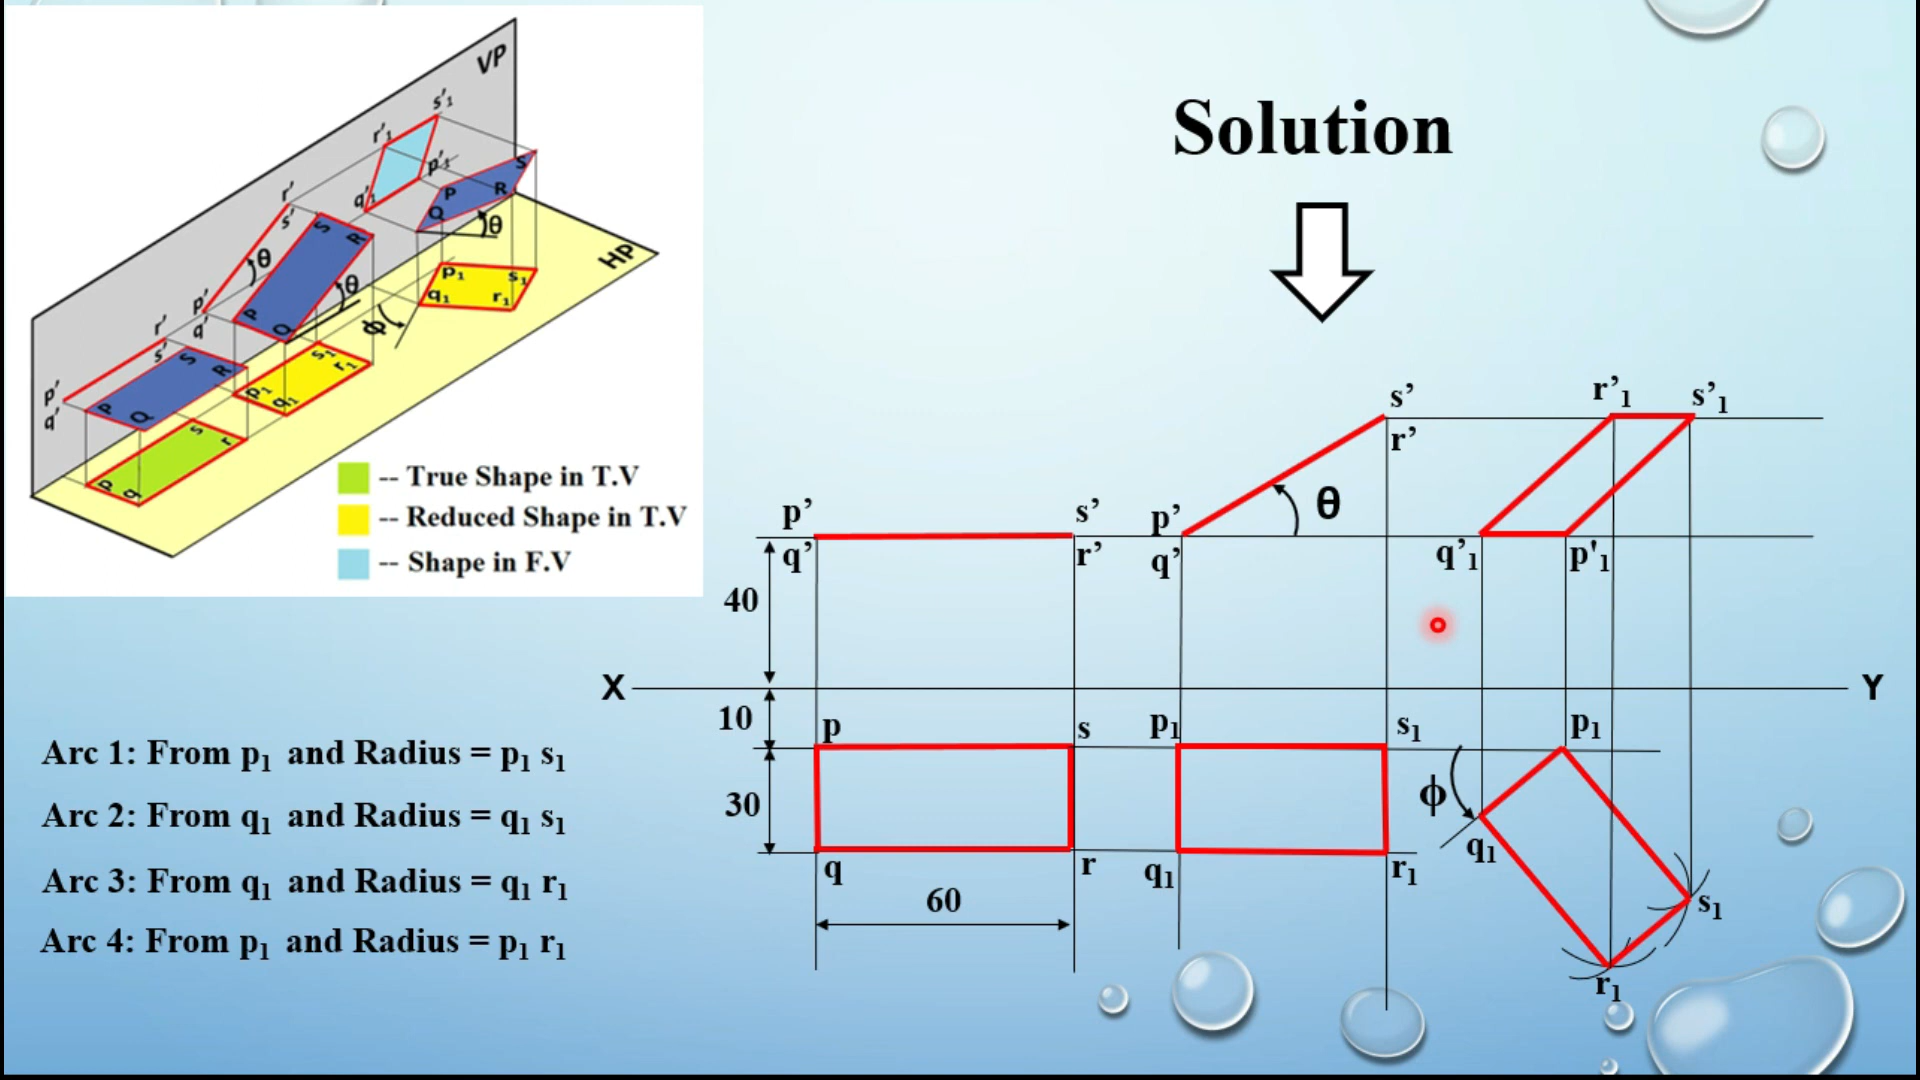 Solution
VP
HP
s'1
r'1
p'1
q'1
P
S
R
Q
θ
r'
s'
S
R
θ
θ
p'
q'
P
Q
ϕ
p1
s1
q1
r1
r'
s'
S
R
s1
r1
p'
q'
P
Q
p1
q1
s
r
p
q
-- True Shape in T.V
-- Reduced Shape in T.V
-- Shape in F.V
s’
r’
r’1
s’1
θ
p’
q’
s’
r’
p’
q’
q’1
p'1
40
X
Y
10
30
p
s
q
r
60
p1
s1
q1
r1
ϕ
p1
q1
s1
r1
Arc 1: From p1 and Radius = p1 s1
Arc 2: From q1 and Radius = q1 s1
Arc 3: From q1 and Radius = q1 r1
Arc 4: From p1 and Radius = p1 r1